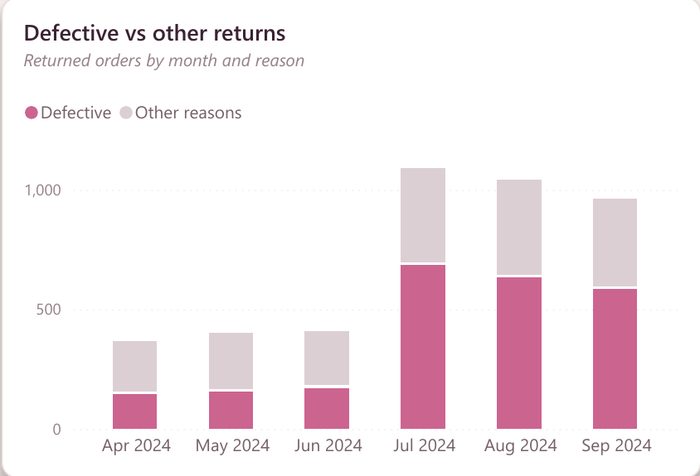 Defective vs other returns
Returned orders by month and reason
Defective Other reasons
1,000
500
0
Apr 2024 May 2024 Jun 2024 Jul 2024 Aug 2024 Sep 2024